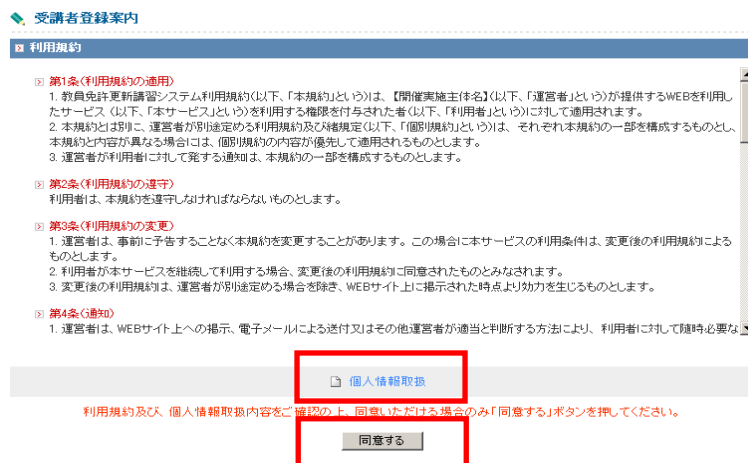 受講者登録案内
利用規約
第1条(利用規約の適用)
1. 教員免許更新講習システム利用規約(以下、「本規約」という)は、【開催実施主体名】(以下、「運営者」という)が提供するWEBを利用し
たサービス (以下、「本サービス」という)を利用する権限を付与された者(以下、「利用者」という)に対して適用されます。
2. 本規約とは別に、運営者が別途定める利用規約及び諸規定(以下、「個別規約」という)は、それぞれ本規約の一部を構成するものとし、
本規約と内容が異なる場合には、個別規約の内容が優先して適用されるものとします。
3. 運営者が利用者に対して発する通知は、本規約の一部を構成するものとします。
第2条(利用規約の遵守)
利用者は、本規約を遵守しなければならないものとします。
第3条(利用規約の変更)
1. 運営者は、事前に予告することなく本規約を変更することがあります。この場合に本サービスの利用条件は、変更後の利用規約による
ものとします。
2. 利用者が本サービスを継続して利用する場合、変更後の利用規約に同意されたものとみなされます。
3. 変更後の利用規約は、運営者が別途定める場合を除き、WEBサイト上に掲示された時点より効力を生じるものとします。
第4条(通知)
1. 運営者は、WEBサイト上への掲示、電子メールによる送付又はその他運営者が適当と判断する方法により、利用者に対して随時必要な
個人情報取扱
利用規約及び、個人情報取扱内容をご確認の上、同意いただける場合のみ「同意する」ボタンを押してください。
同意する